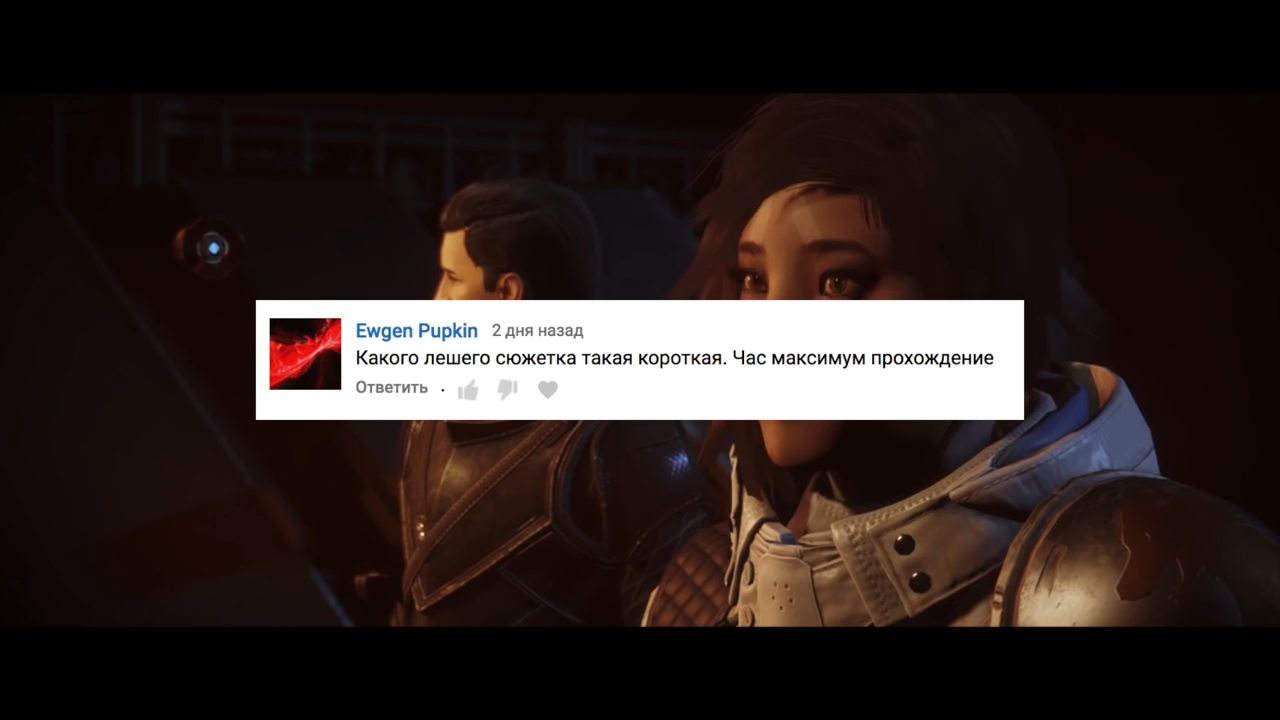 Ewgen Pupkin 2 дня назад
Какого лешего сюжетка такая короткая. Час максимум прохождение
Ответить .